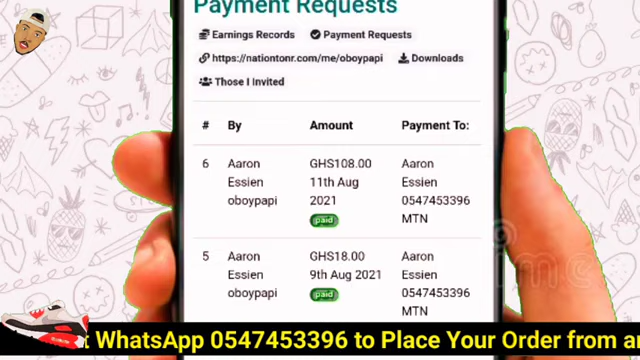 Payment Requests
Earnings Records Payment Requests
https://nationtonr.com/me/oboypapi Downloads
Those I Invited
# By Amount Payment To:
6 Aaron GHS108.00 Aaron
Essien 11th Aug Essien
oboypapi 2021 0547453396
paid MTN
5 Aaron GHS18.00 Aaron
Essien 9th Aug 2021 Essien
oboypapi paid 0547453396
MTN
WhatsApp 0547453396 to Place Your Order from